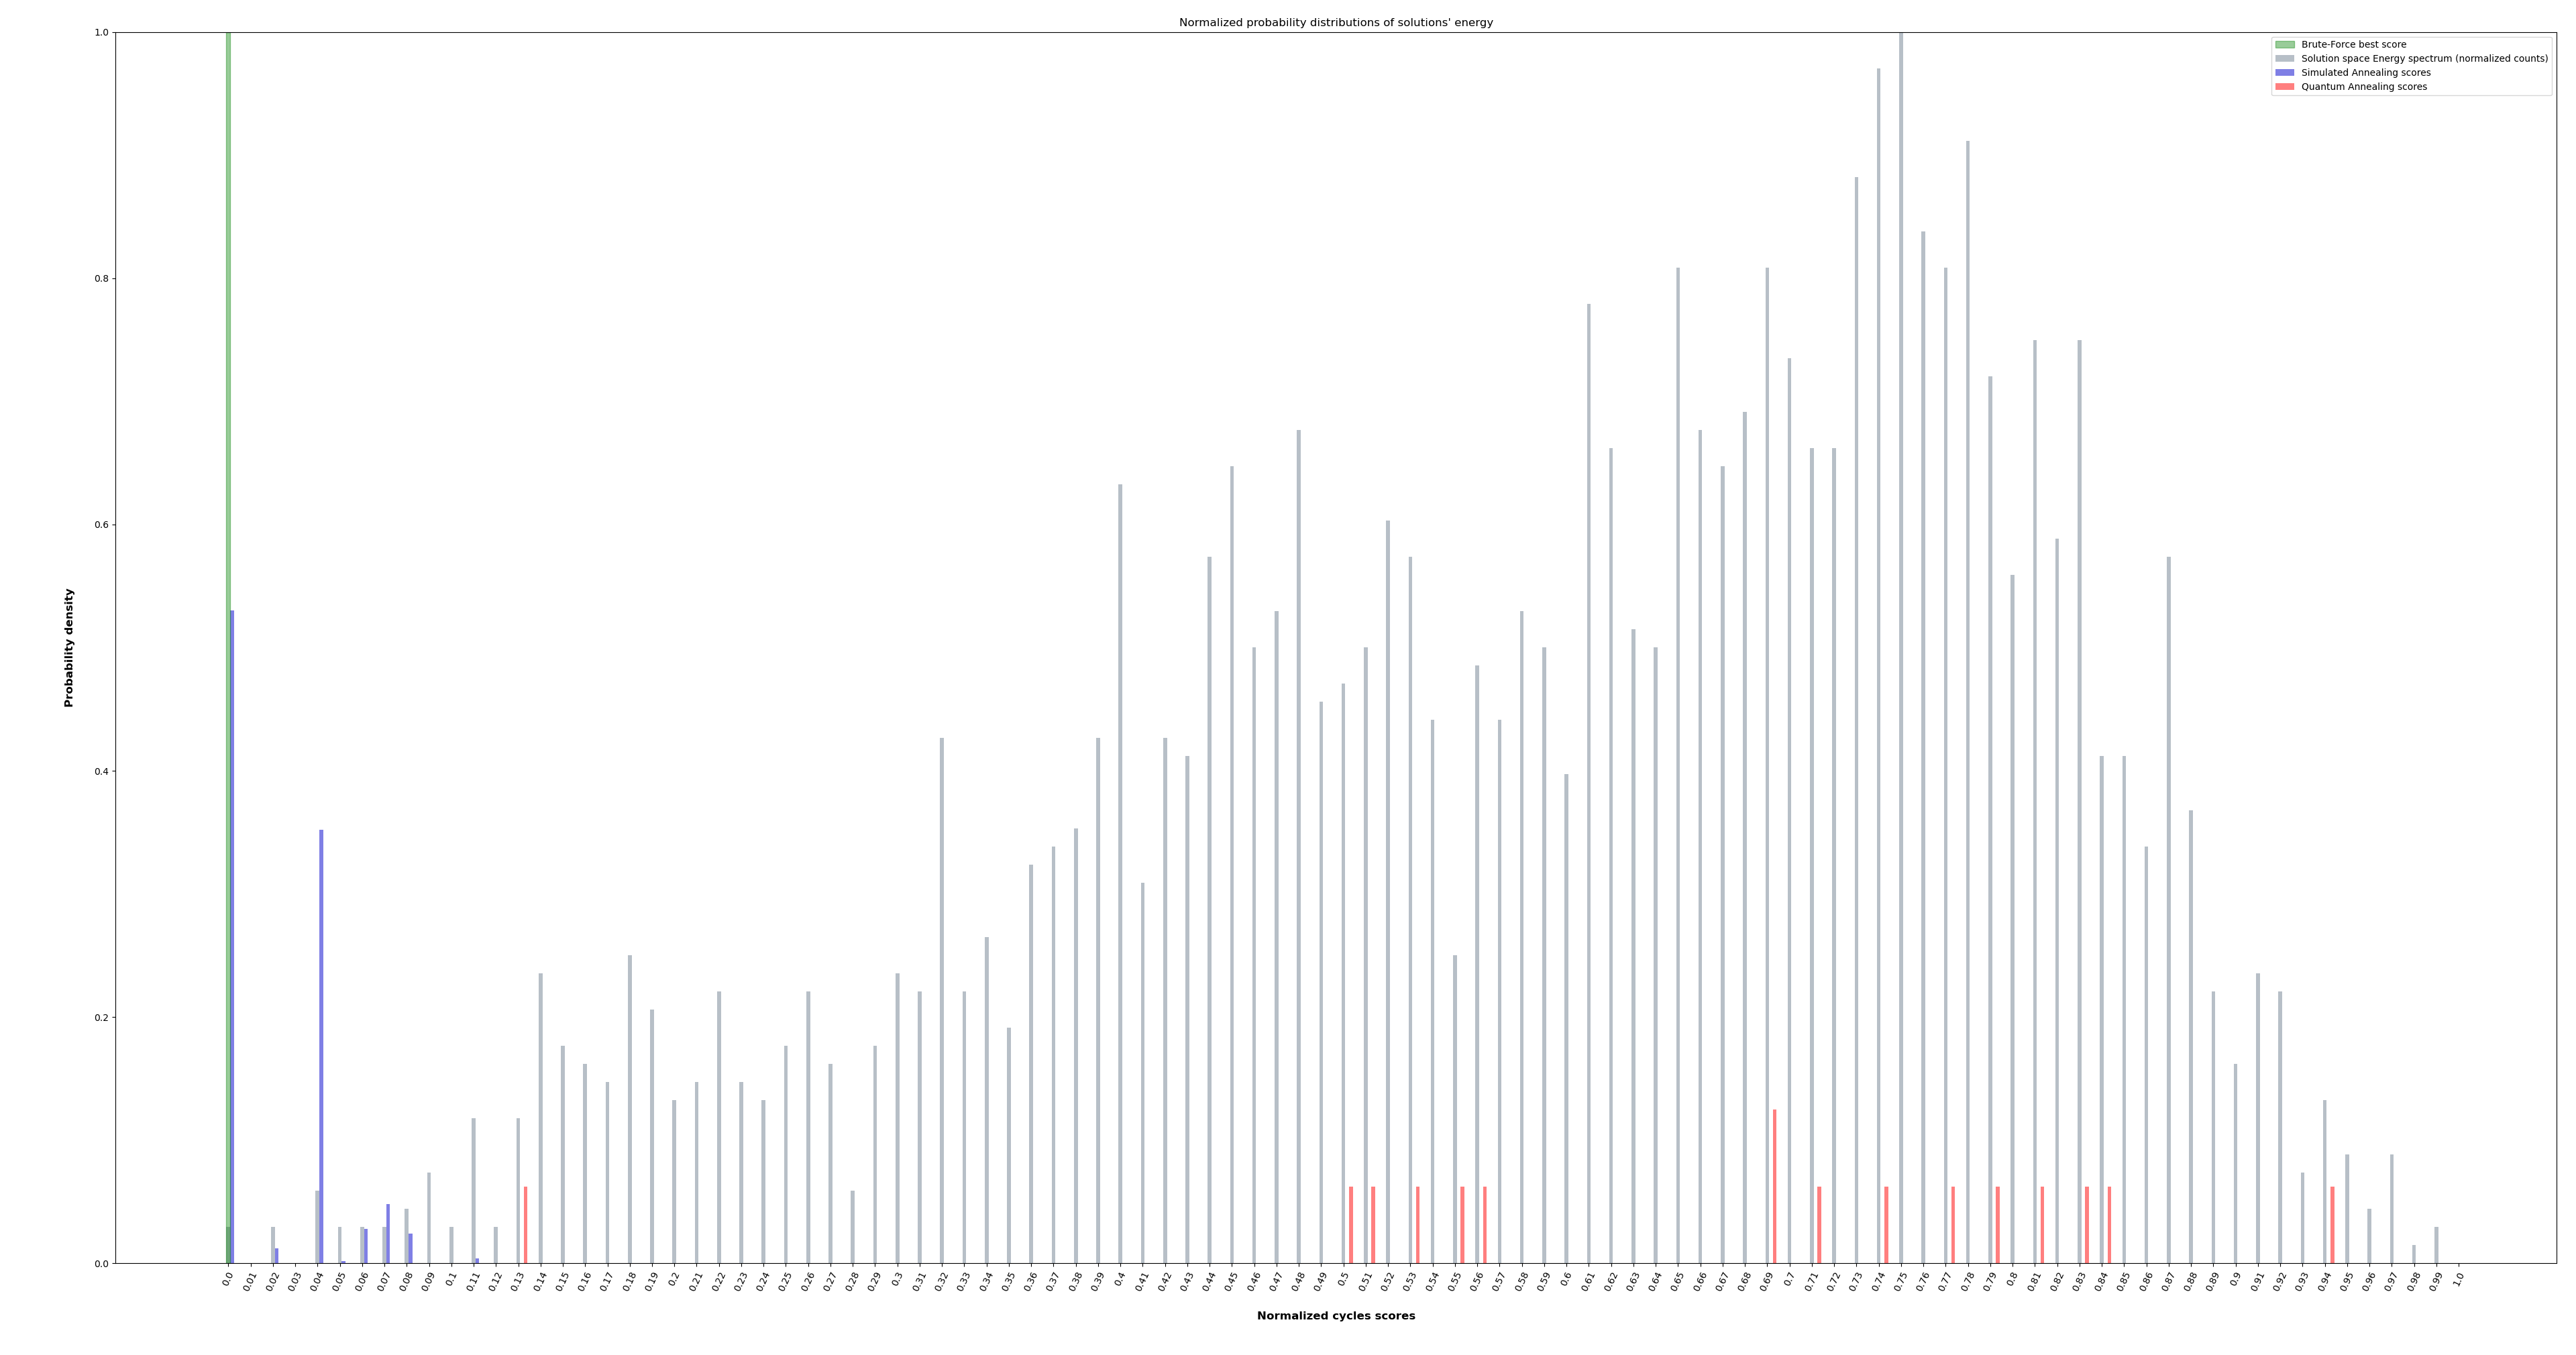 Normalized probability distributions of solutions' energy
Brute-Force best score
Solution space Energy spectrum (normalized counts)
Simulated Annealing scores
Quantum Annealing scores
1.0
0.8
0.6
0.4
0.2
0.0
Probability density
0.0 0.01 0.02 0.03 0.04 0.05 0.06 0.07 0.08 0.09 0.1 0.11 0.12 0.13 0.14 0.15 0.16 0.17 0.18 0.19 0.2 0.21 0.22 0.23 0.24 0.25 0.26 0.27 0.28 0.29 0.3 0.31 0.32 0.33 0.34 0.35 0.36 0.37 0.38 0.39 0.4 0.41 0.42 0.43 0.44 0.45 0.46 0.47 0.48 0.49 0.5 0.51 0.52 0.53 0.54 0.55 0.56 0.57 0.58 0.59 0.6 0.61 0.62 0.63 0.64 0.65 0.66 0.67 0.68 0.69 0.7 0.71 0.72 0.73 0.74 0.75 0.76 0.77 0.78 0.79 0.8 0.81 0.82 0.83 0.84 0.85 0.86 0.87 0.88 0.89 0.9 0.91 0.92 0.93 0.94 0.95 0.96 0.97 0.98 0.99 1.0
Normalized cycles scores